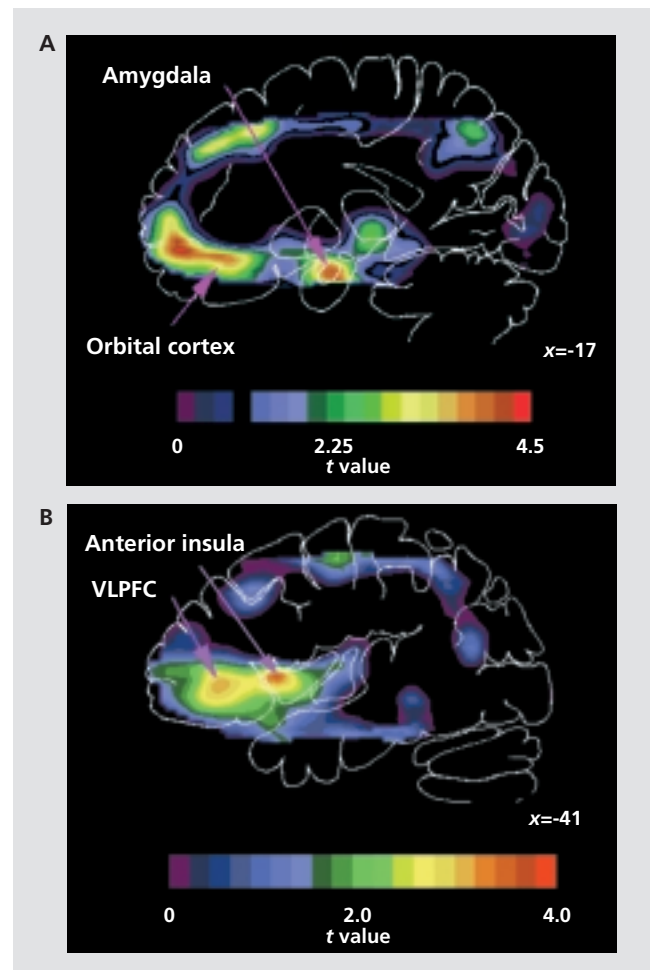 A
Amygdala
Orbital cortex
x=-17
0 2.25 4.5
t value
B
Anterior insula
VLPFC
x=-41
0 2.0 4.0
t value